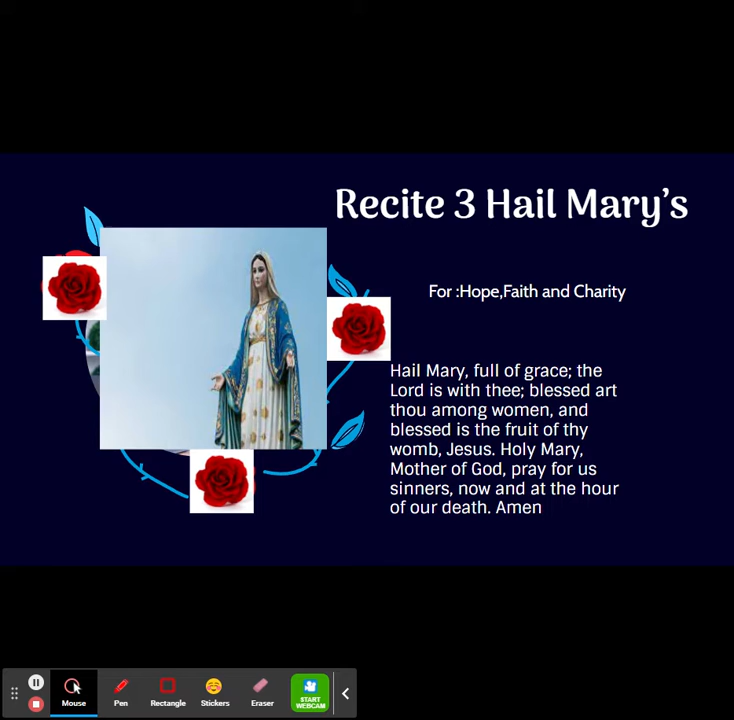 Recite 3 Hail Mary's
For :Hope,Faith and Charity
Hail Mary, full of grace; the
Lord is with thee; blessed art
thou among women, and
blessed is the fruit of thy
womb, Jesus. Holy Mary,
Mother of God, pray for us
sinners, now and at the hour
of our death. Amen
Mouse
Pen
Rectangle
Stickers
Eraser
START
WEBCAM